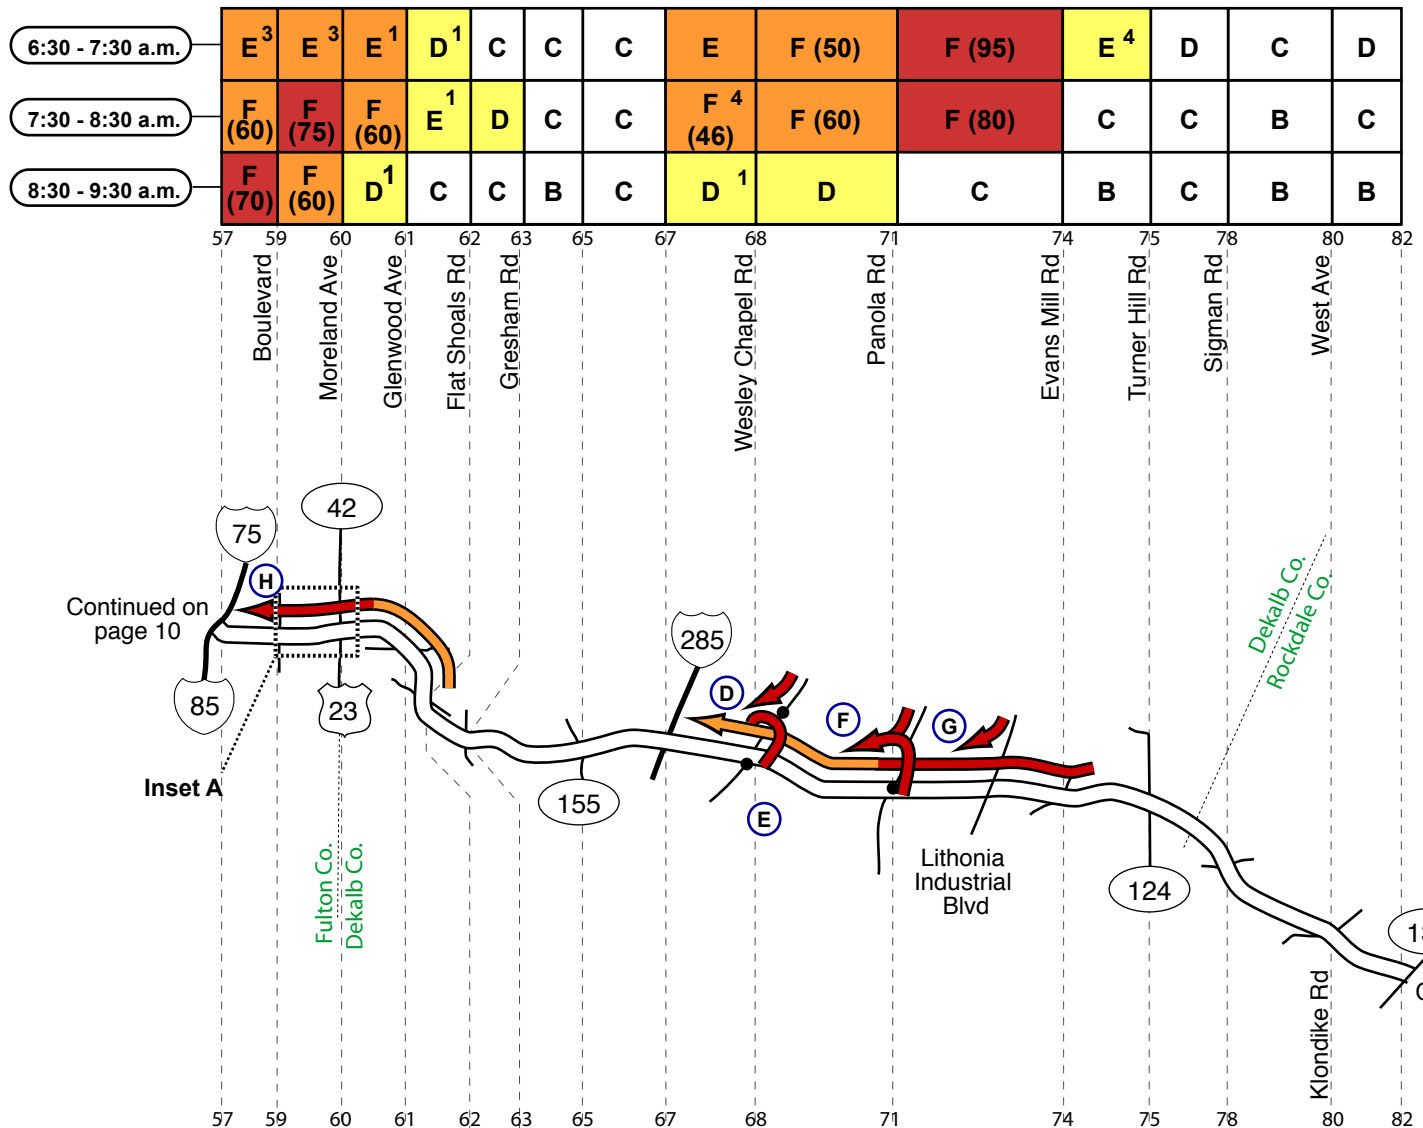 6:30 - 7:30 a.m. E 3 E 3 E 1 D 1 C C C E F (50) F (95) E 4 D C D
7:30 - 8:30 a.m. F (60) F (75) F (60) E 1 D C C F 4 (46) F (60) F (80) C C B C
8:30 - 9:30 a.m. F (70) F (60) D 1 C C B C D 1 D C B C B B
57 59 60 61 62 63 65 67 68 71 74 75 78 80 82
Boulevard
Moreland Ave
Glenwood Ave
Flat Shoals Rd
Gresham Rd
Wesley Chapel Rd
Panola Rd
Evans Mill Rd
Turner Hill Rd
Sigman Rd
West Ave
42
75
H
Continued on
page 10
85
23
Inset A
Fulton Co.
Dekalb Co.
285
155
D
E
F
G
Lithonia
Industrial
Blvd
124
Dekalb Co.
Rockdale Co.
Klondike Rd
57 59 60 61 62 63 65 67 68 71 74 75 78 80 82